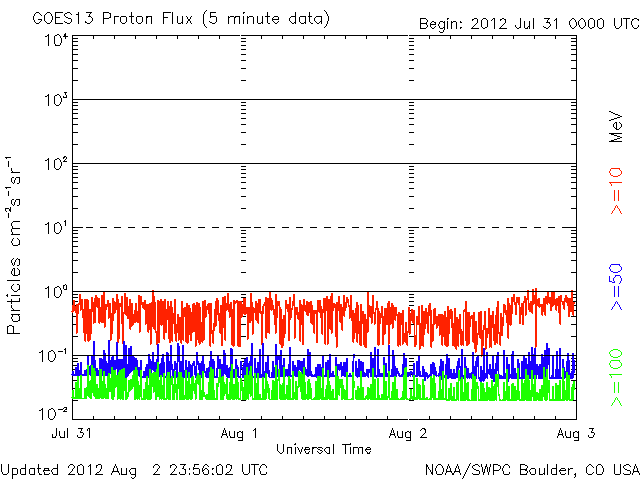 GOES13 Proton Flux (5 minute data)
Begin: 2012 Jul 31 0000 UTC
Particles cm⁻²s⁻¹sr⁻¹
10⁴
10³
10²
10¹
10⁰
10⁻¹
10⁻²
Jul 31
Aug 1
Aug 2
Aug 3
Universal Time
MeV
>=10
>=50
>=100
Updated 2012 Aug 2 23:56:02 UTC
NOAA/SWPC Boulder, CO USA